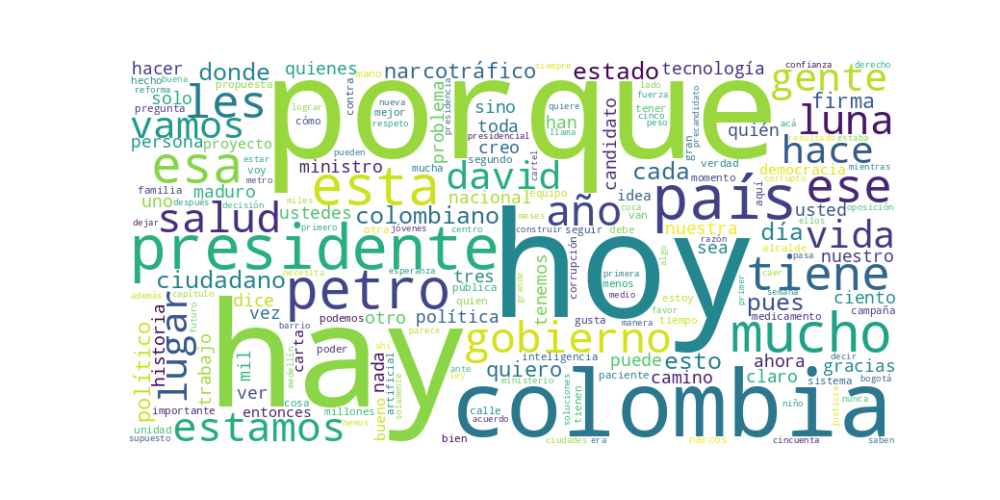 porque
hoy
hay
colombia
presidente
país
petro
gobierno
mucho
tiene
esta
esa
ese
les
luna
gente
vamos
salud
david
año
vida
hace
lugar
estamos
hacer
donde
quienes
narcotráfico
estado
tecnología
confianza
derecho
siempre
hecho
buena
reforma
propuesta
mano
contra
solo
pregunta
persona
proyecto
lograr
cómo
nueva
mejor
respeto
problema
presidencia
presidencial
precandidato
sino
toda
creo
quiere
llama
han
candidato
lado
fuerza
tener
cinco
peso
gran
quién
acá
firma
resultado
estaba
verdad
democracia
mientras
estar
voy
metro
ministro
pueden
mucha
segundo
cartel
cada
idea
momento
aquí
corrupto
familia
uno
maduro
después
decisión
miles
primero
dejar
ustedes
colombiano
nacional
equipo
coca
van
meses
usted
ellos
oposición
otra
jóvenes
centro
construir
seguir
debe
nuestra
razón
día
sea
alcalde
nuestro
pasa
ciudadano
necesita
esperanza
tres
pública
grande
tenemos
corrupción
primera
menos
medio
algo
estoy
caer
primer
semana
pues
ciento
campaña
además
capítulo
futuro
dice
vez
podemos
otro
política
quien
gusta
favor
manera
tiempo
medicamento
político
historia
trabajo
mil
barrio
medellín
carta
poder
parece
ahí
quiero
inteligencia
puede
esto
ahora
claro
decir
gracias
ver
cosa
bueno
nada
artificial
solamente
ante
ley
ministerio
paciente
soluciones
tienen
camino
sistema
bogotá
importante
entonces
millones
hemos
calle
acuerdo
niño
justicia
nunca
unidad
supuesto
bien
ciudades
era
narcos
cincuenta
saben